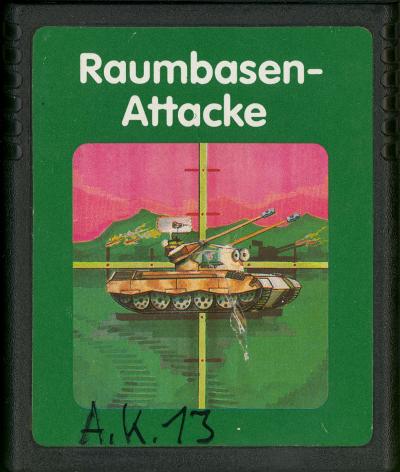 Raumbasen-
Attacke
A.K.13